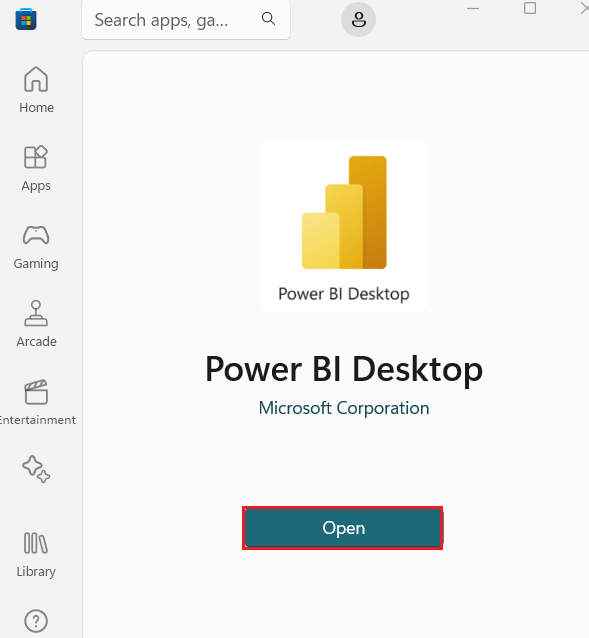 Search apps, ga...
Home
Apps
Gaming
Arcade
Entertainment
Library
Power BI Desktop
Power BI Desktop
Microsoft Corporation
Open